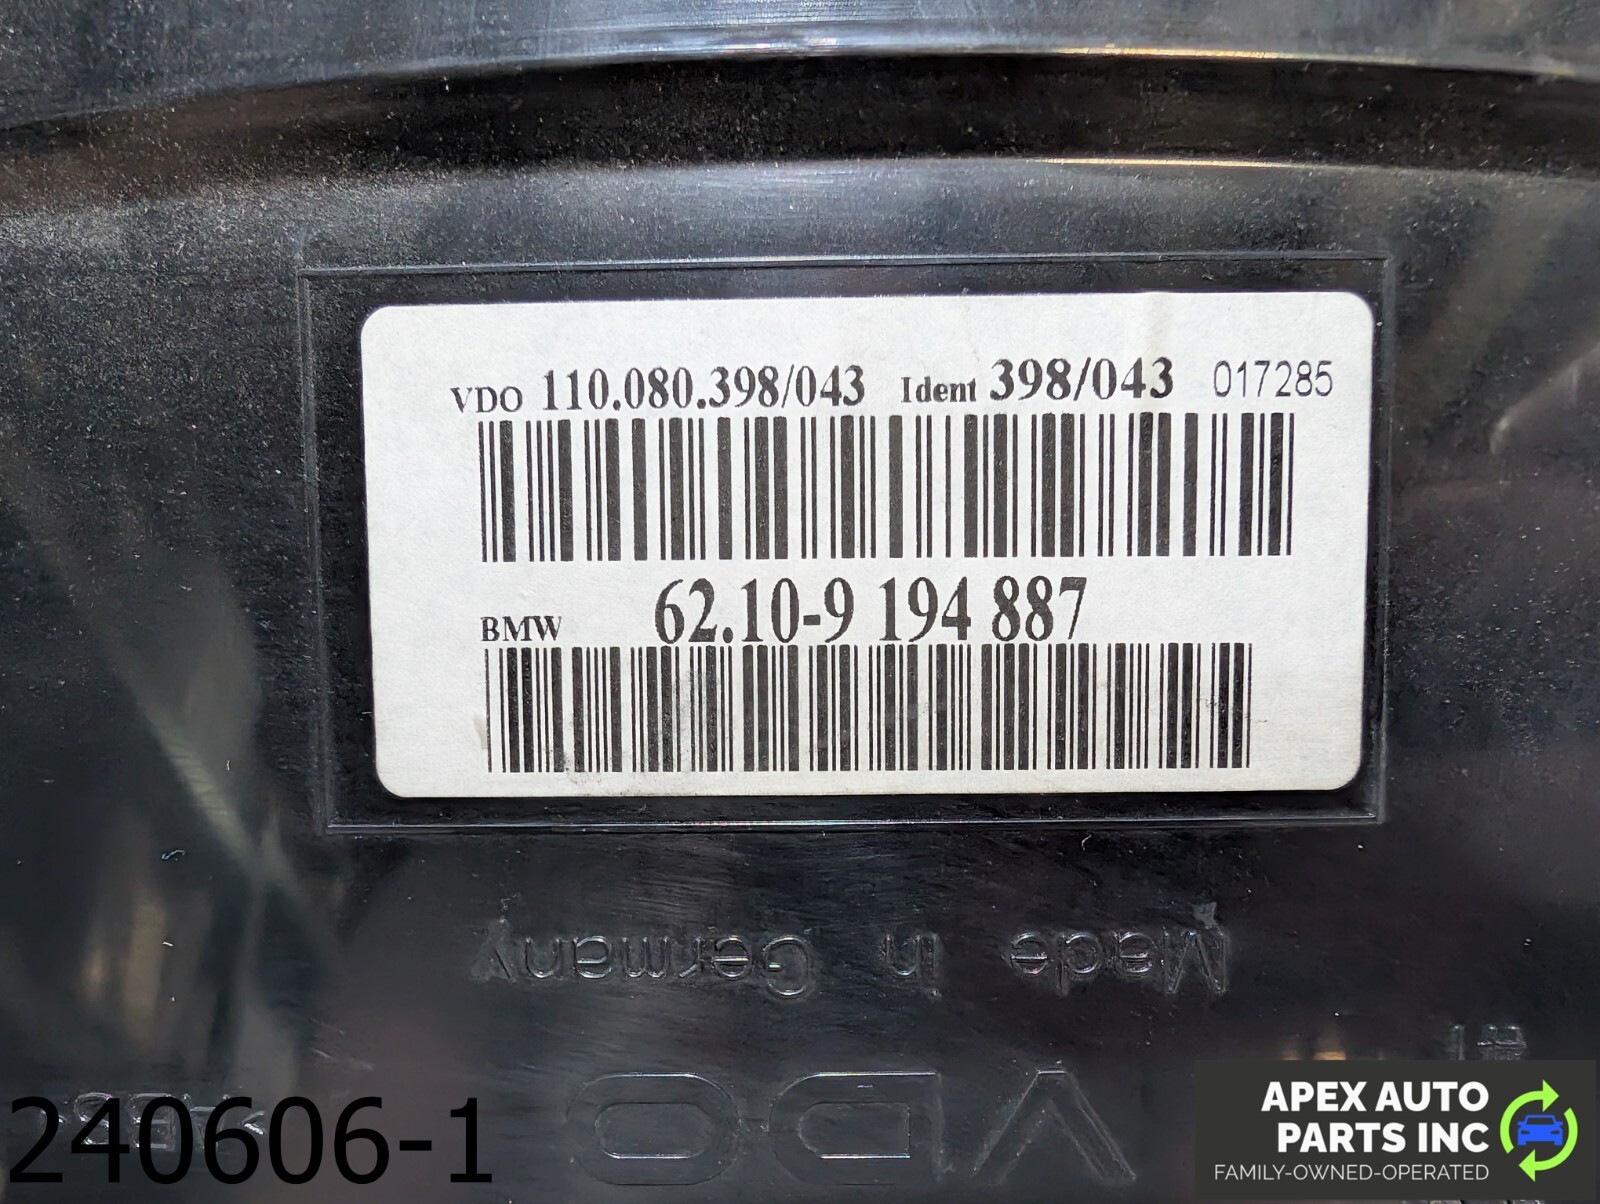 VDO 110.080.398/043 Ident 398/043 017285
BMW 62.10-9 194 887
Made in Germany
VDO
240606-1
APEX AUTO
PARTS INC
FAMILY-OWNED-OPERATED